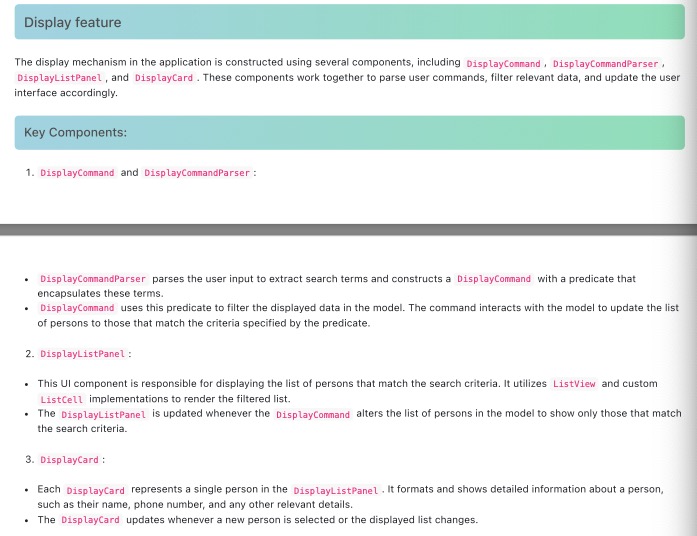 Display feature
The display mechanism in the application is constructed using several components, including DisplayCommand, DisplayCommandParser,
DisplayListPanel, and DisplayCard. These components work together to parse user commands, filter relevant data, and update the user
interface accordingly.
Key Components:
1. DisplayCommand and DisplayCommandParser:
• DisplayCommandParser parses the user input to extract search terms and constructs a DisplayCommand with a predicate that
encapsulates these terms.
• DisplayCommand uses this predicate to filter the displayed data in the model. The command interacts with the model to update the list
of persons to those that match the criteria specified by the predicate.
2. DisplayListPanel:
• This UI component is responsible for displaying the list of persons that match the search criteria. It utilizes ListView and custom
ListCell implementations to render the filtered list.
• The DisplayListPanel is updated whenever the DisplayCommand alters the list of persons in the model to show only those that match
the search criteria.
3. DisplayCard:
• Each DisplayCard represents a single person in the DisplayListPanel. It formats and shows detailed information about a person,
such as their name, phone number, and any other relevant details.
• The DisplayCard updates whenever a new person is selected or the displayed list changes.